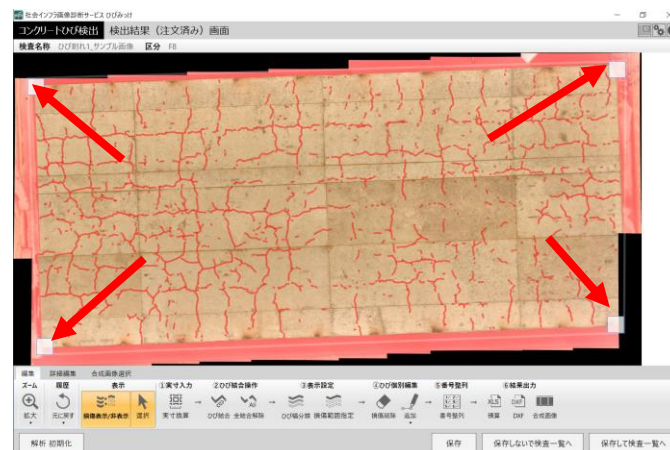 社会インフラ画像診断サービス ひびみっけ
コンクリートひび検出 検出結果（注文済み）画面
検査名称 ひび割れ1_サンプル画像 区分 F8
編集 詳細編集 合成画像選択
ズーム 履歴 表示 ①実寸入力 ②ひび結合操作 ③表示設定 ④ひび個別編集 ⑤番号整列 ⑥結果出力
XLS DXF
拡大 元に戻す 損傷表示/非表示 選択 実寸換算 ひび結合 全結合解除 ひび幅分類 損傷範囲指定 損傷削除 追加 番号整列 積算 DXF 合成画像
解析 初期化 保存 保存しないで検査一覧へ 保存して検査一覧へ